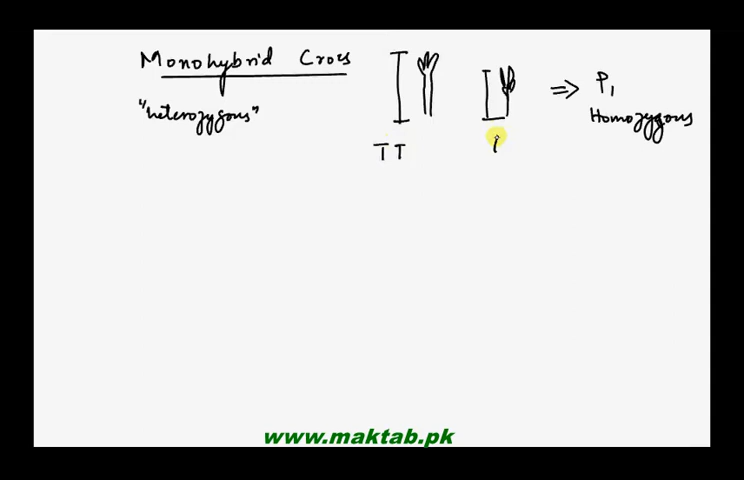 Monohybrid Cross
"heterozygous"
TT
⇒ P1
Homozygous
www.maktab.pk